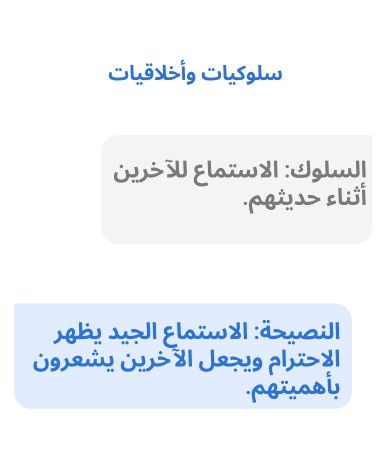 سلوكيات وأخلاقيات
السلوك: الاستماع للآخرين
أثناء حديثهم.
النصيحة: الاستماع الجيد يظهر
الاحترام ويجعل الآخرين يشعرون
بأهميتهم.